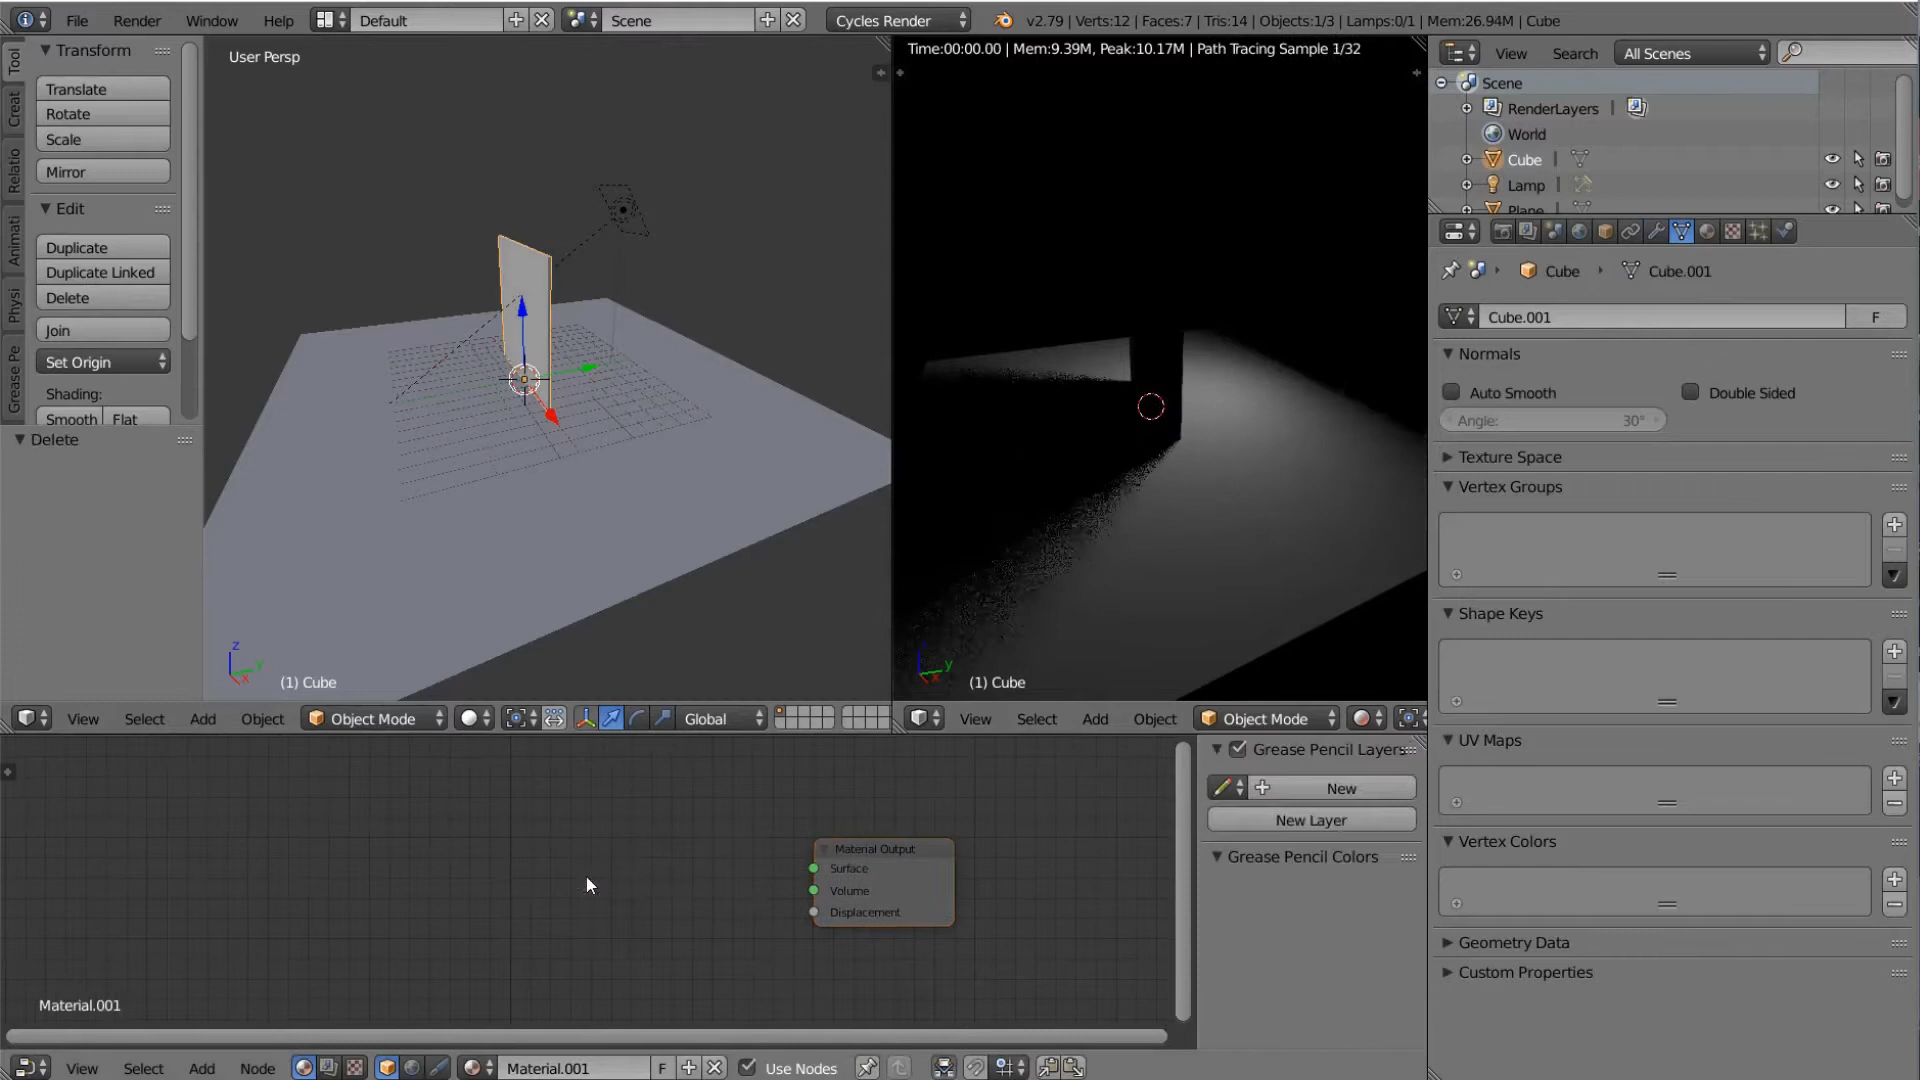 File Render Window Help Default Scene Cycles Render v2.79 | Verts:12 | Faces:7 | Tris:14 | Objects:1/3 | Lamps:0/1 | Mem:26.94M | Cube
Tool
Creat
Relatio
Animati
Physi
Grease Pe
Transform
Translate
Rotate
Scale
Mirror
Edit
Duplicate
Duplicate Linked
Delete
Join
Set Origin
Shading:
Smooth Flat
Delete
User Persp
z
y
x
(1) Cube
View Select Add Object Object Mode Global
Time:00:00.00 | Mem:9.39M, Peak:10.17M | Path Tracing Sample 1/32
y
x
(1) Cube
View Select Add Object Object Mode
Material Output
Surface
Volume
Displacement
Material.001
View Select Add Node Material.001 F Use Nodes
Grease Pencil Layers
New
New Layer
Grease Pencil Colors
View Search All Scenes
Scene
RenderLayers |
World
Cube |
Lamp |
Plane |
Cube Cube.001
Cube.001 F
Normals
Auto Smooth Double Sided
Angle: 30°
Texture Space
Vertex Groups
Shape Keys
UV Maps
Vertex Colors
Geometry Data
Custom Properties